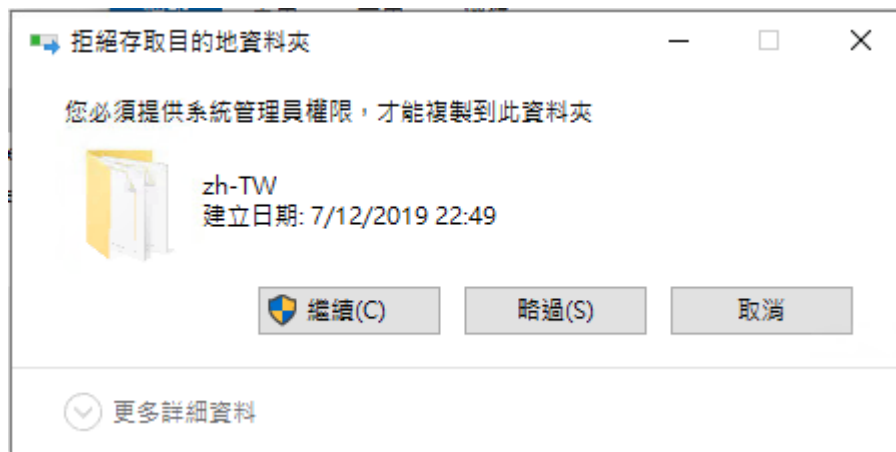 拒絕存取目的地資料夾
您必須提供系統管理員權限，才能複製到此資料夾
zh-TW
建立日期: 7/12/2019 22:49
繼續(C)
略過(S)
取消
更多詳細資料